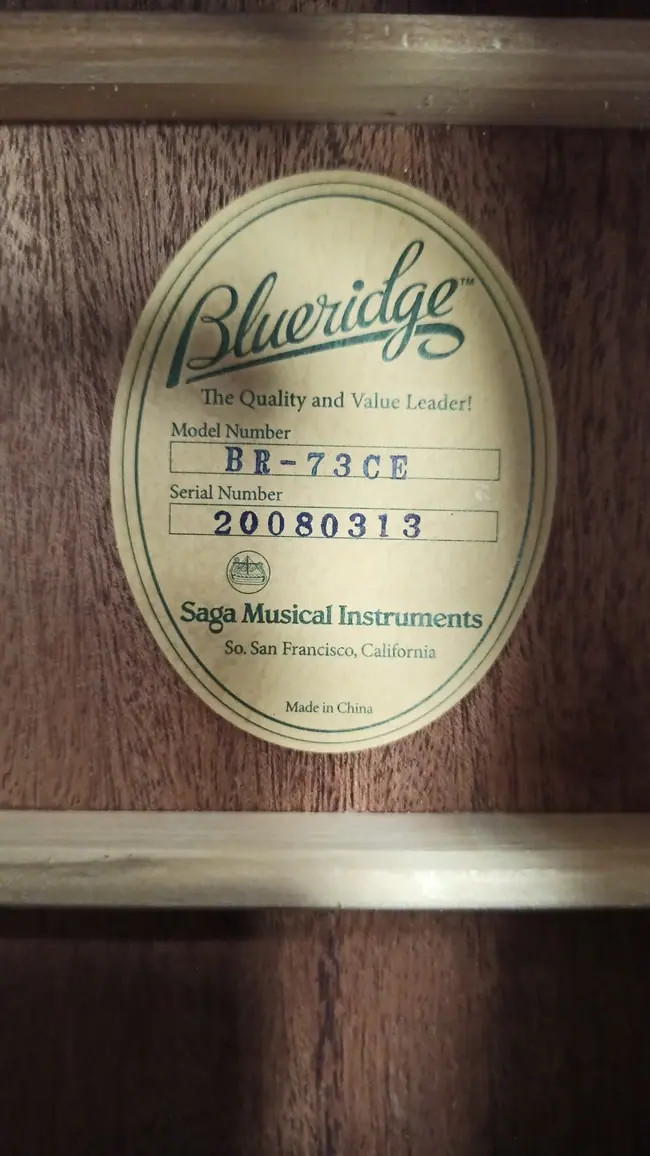 Blueridge™
The Quality and Value Leader!
Model Number
BR-73CE
Serial Number
20080313
Saga Musical Instruments
So. San Francisco, California
Made in China